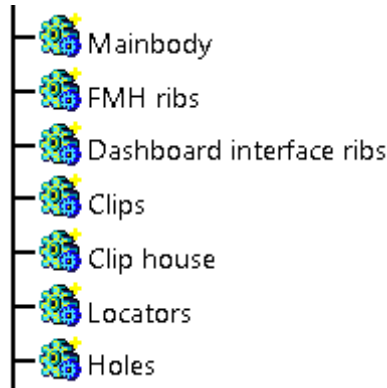 Mainbody
FMH ribs
Dashboard interface ribs
Clips
Clip house
Locators
Holes